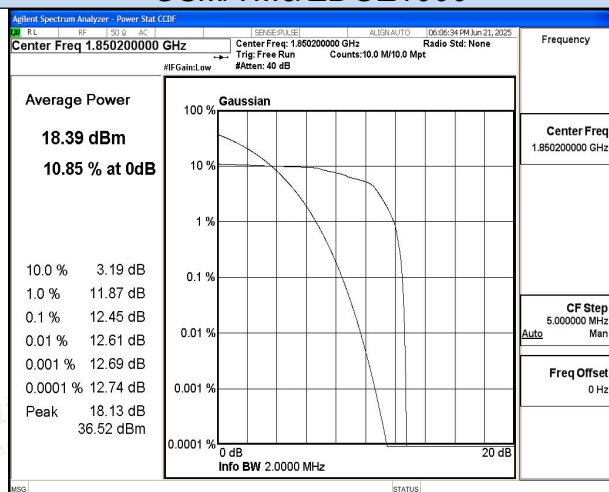 Agilent Spectrum Analyzer - Power Stat CCDF
RL RF 50 Ω AC SENSE:PULSE ALIGN AUTO 06:06:34 PM Jun 21, 2025
Center Freq 1.850200000 GHz
Center Freq: 1.850200000 GHz
Radio Std: None
Trig: Free Run Counts:10.0 M/10.0 Mpt
#IFGain:Low #Atten: 40 dB
Frequency
Average Power
18.39 dBm
10.85 % at 0dB
10.0 % 3.19 dB
1.0 % 11.87 dB
0.1 % 12.45 dB
0.01 % 12.61 dB
0.001 % 12.69 dB
0.0001 % 12.74 dB
Peak 18.13 dB
36.52 dBm
Gaussian
100 %
10 %
1 %
0.1 %
0.01 %
0.001 %
0.0001 %
0 dB 20 dB
Info BW 2.0000 MHz
Center Freq
1.850200000 GHz
CF Step
5.000000 MHz
Auto Man
Freq Offset
0 Hz
MSG STATUS